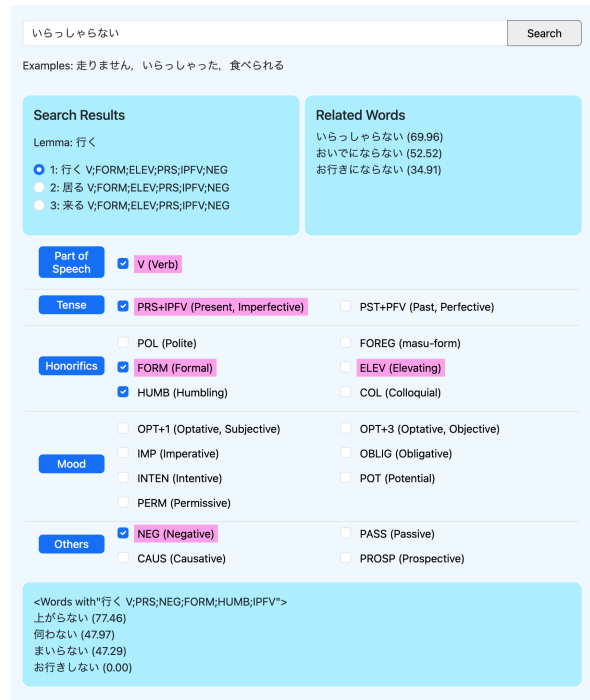 いらっしゃらない
Search
Examples: 走りません, いらっしゃった, 食べられる
Search Results
Lemma: 行く
1: 行く V;FORM;ELEV;PRS;IPFV;NEG
2: 居る V;FORM;ELEV;PRS;IPFV;NEG
3: 来る V;FORM;ELEV;PRS;IPFV;NEG
Related Words
いらっしゃらない (69.96)
おいでにならない (52.52)
お行きにならない (34.91)
Part of
Speech
V (Verb)
Tense
PRS+IPFV (Present, Imperfective)
PST+PFV (Past, Perfective)
Honorifics
POL (Polite)
FOREG (masu-form)
FORM (Formal)
ELEV (Elevating)
HUMB (Humbling)
COL (Colloquial)
Mood
OPT+1 (Optative, Subjective)
OPT+3 (Optative, Objective)
IMP (Imperative)
OBLIG (Obligative)
INTEN (Intentive)
POT (Potential)
PERM (Permissive)
Others
NEG (Negative)
PASS (Passive)
CAUS (Causative)
PROSP (Prospective)
<Words with"行く V;PRS;NEG;FORM;HUMB;IPFV">
上がらない (77.46)
伺わない (47.97)
まいらない (47.29)
お行きしない (0.00)